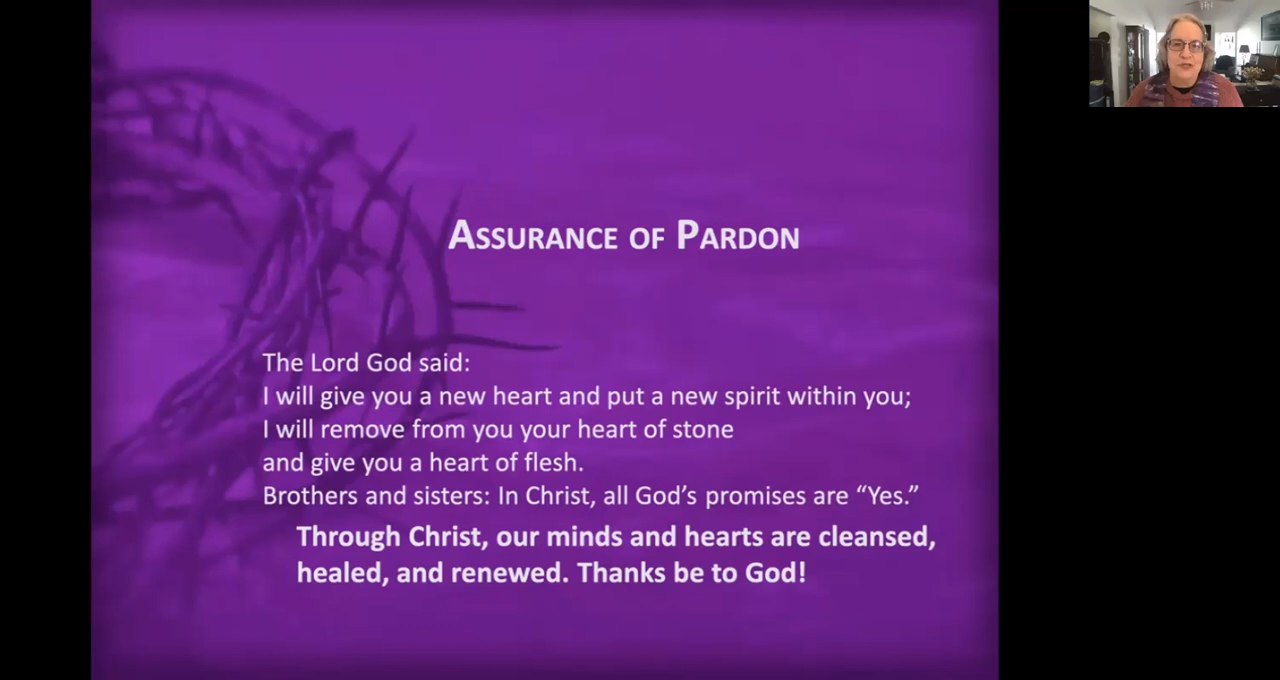 Assurance of Pardon
The Lord God said:
I will give you a new heart and put a new spirit within you;
I will remove from you your heart of stone
and give you a heart of flesh.
Brothers and sisters: In Christ, all God’s promises are “Yes.”
Through Christ, our minds and hearts are cleansed,
healed, and renewed. Thanks be to God!